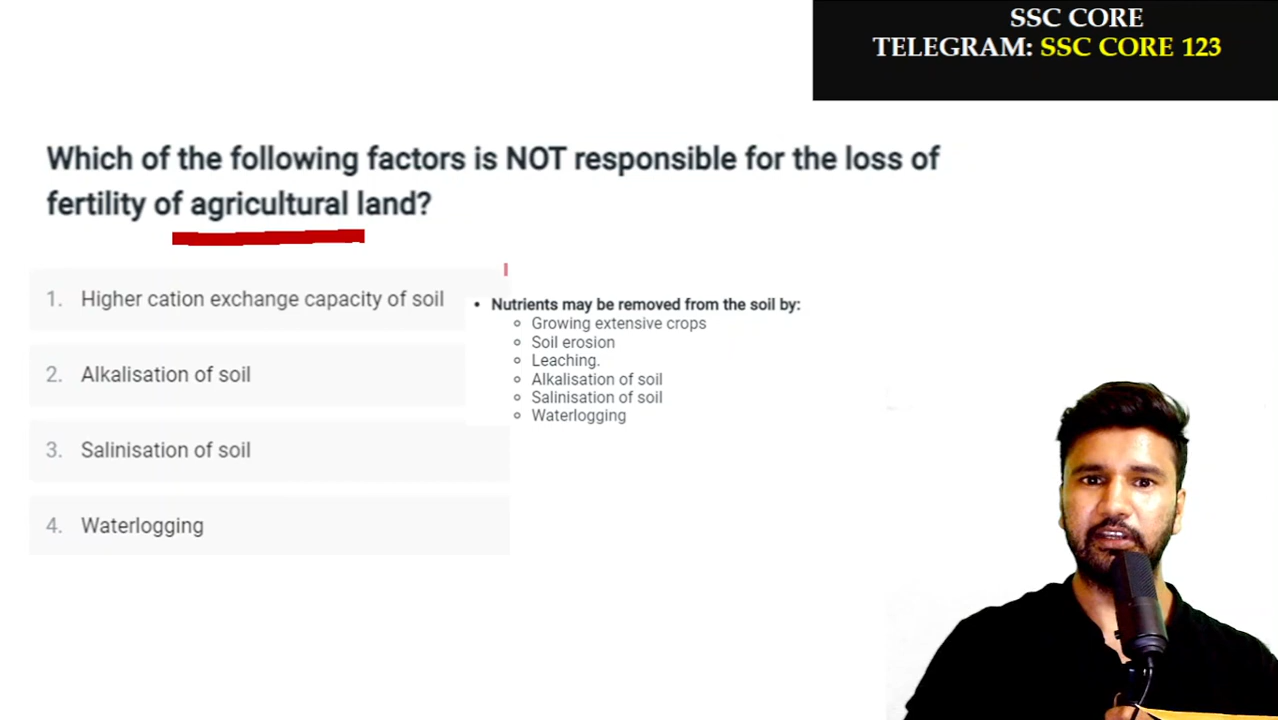 SSC CORE
TELEGRAM: SSC CORE 123
Which of the following factors is NOT responsible for the loss of
fertility of agricultural land?
1. Higher cation exchange capacity of soil
2. Alkalisation of soil
3. Salinisation of soil
4. Waterlogging
• Nutrients may be removed from the soil by:
○ Growing extensive crops
○ Soil erosion
○ Leaching.
○ Alkalisation of soil
○ Salinisation of soil
○ Waterlogging